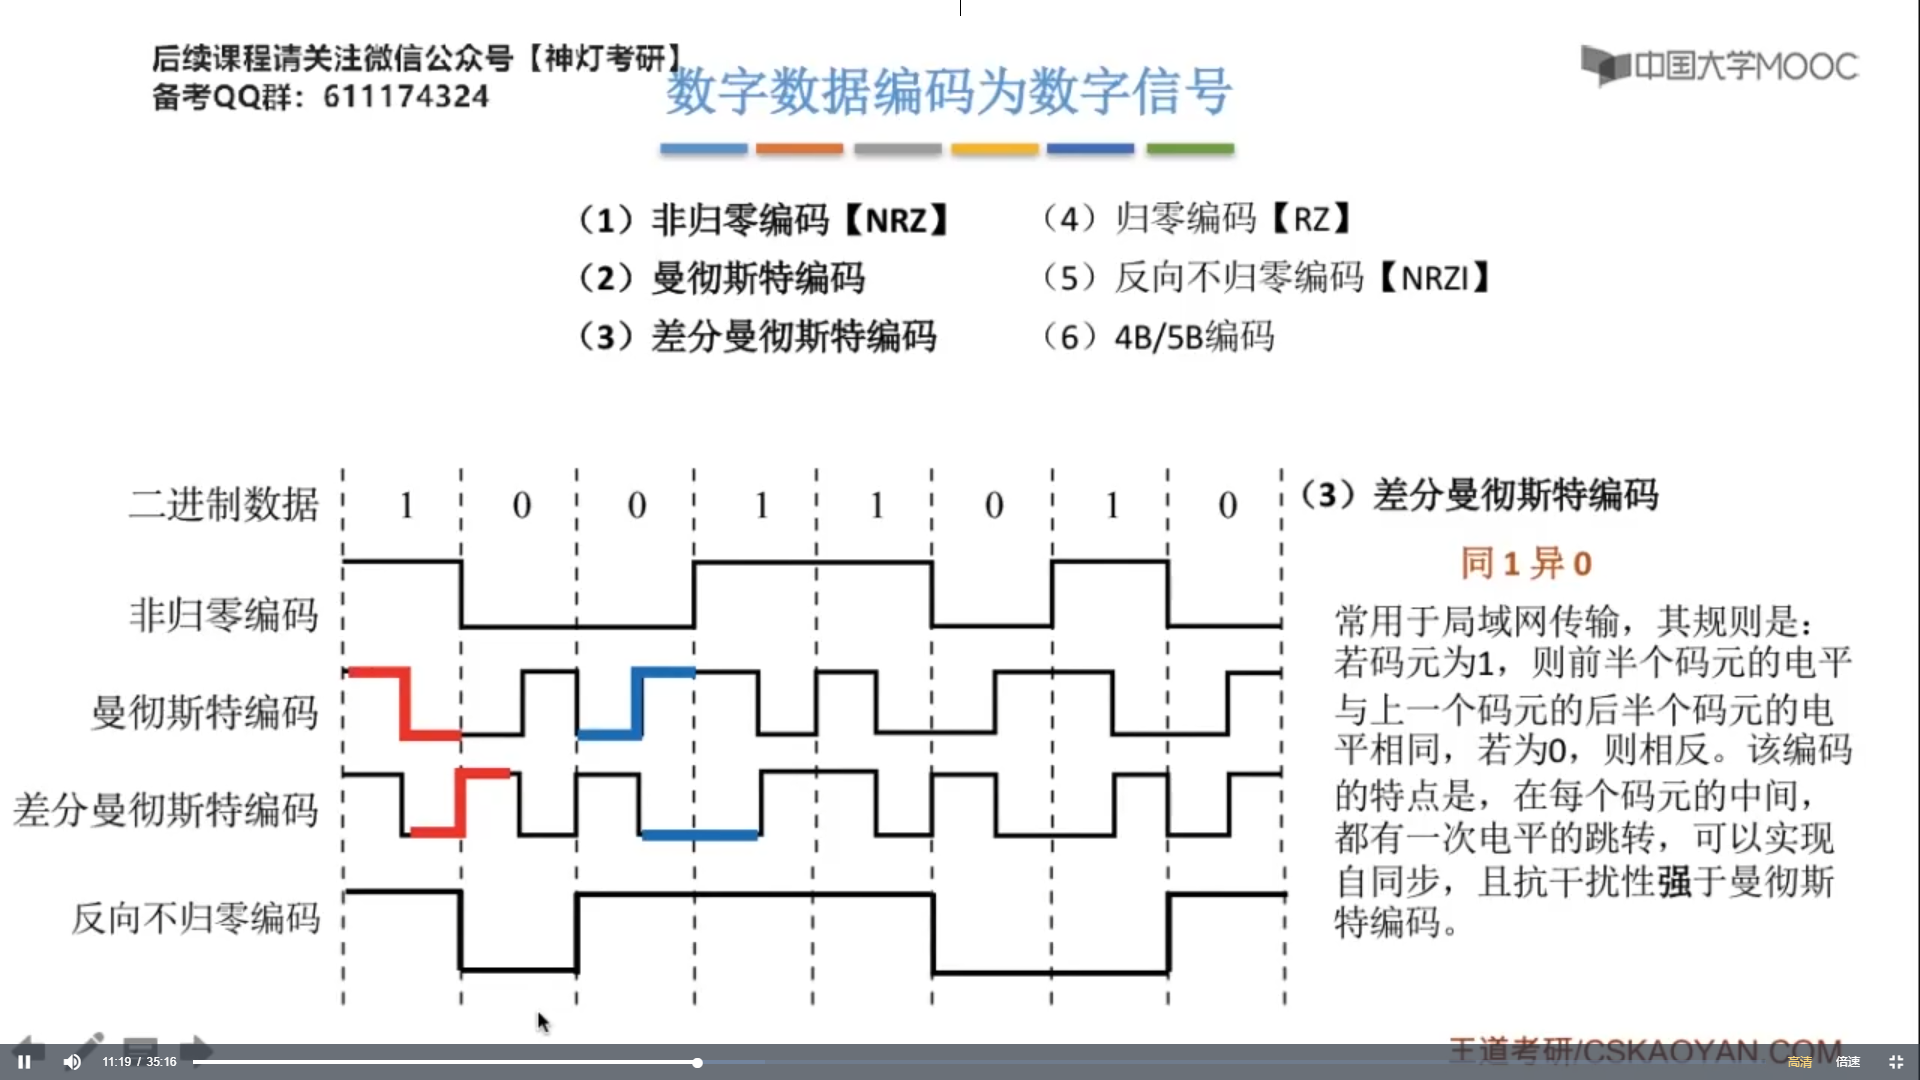 后续课程请关注微信公众号【神灯考研】
备考QQ群：611174324
中国大学MOOC
数字数据编码为数字信号
（1）非归零编码【NRZ】
（4）归零编码【RZ】
（2）曼彻斯特编码
（5）反向不归零编码【NRZI】
（3）差分曼彻斯特编码
（6）4B/5B编码
二进制数据 1 0 0 1 1 0 1 0
非归零编码
曼彻斯特编码
差分曼彻斯特编码
反向不归零编码
（3）差分曼彻斯特编码
同1异0
常用于局域网传输，其规则是：
若码元为1，则前半个码元的电平
与上一个码元的后半个码元的电
平相同，若为0，则相反。该编码
的特点是，在每个码元的中间，
都有一次电平的跳转，可以实现
自同步，且抗干扰性强于曼彻斯
特编码。
王道考研/CSKAOYAN.COM
11:19 / 35:16
高清
倍速